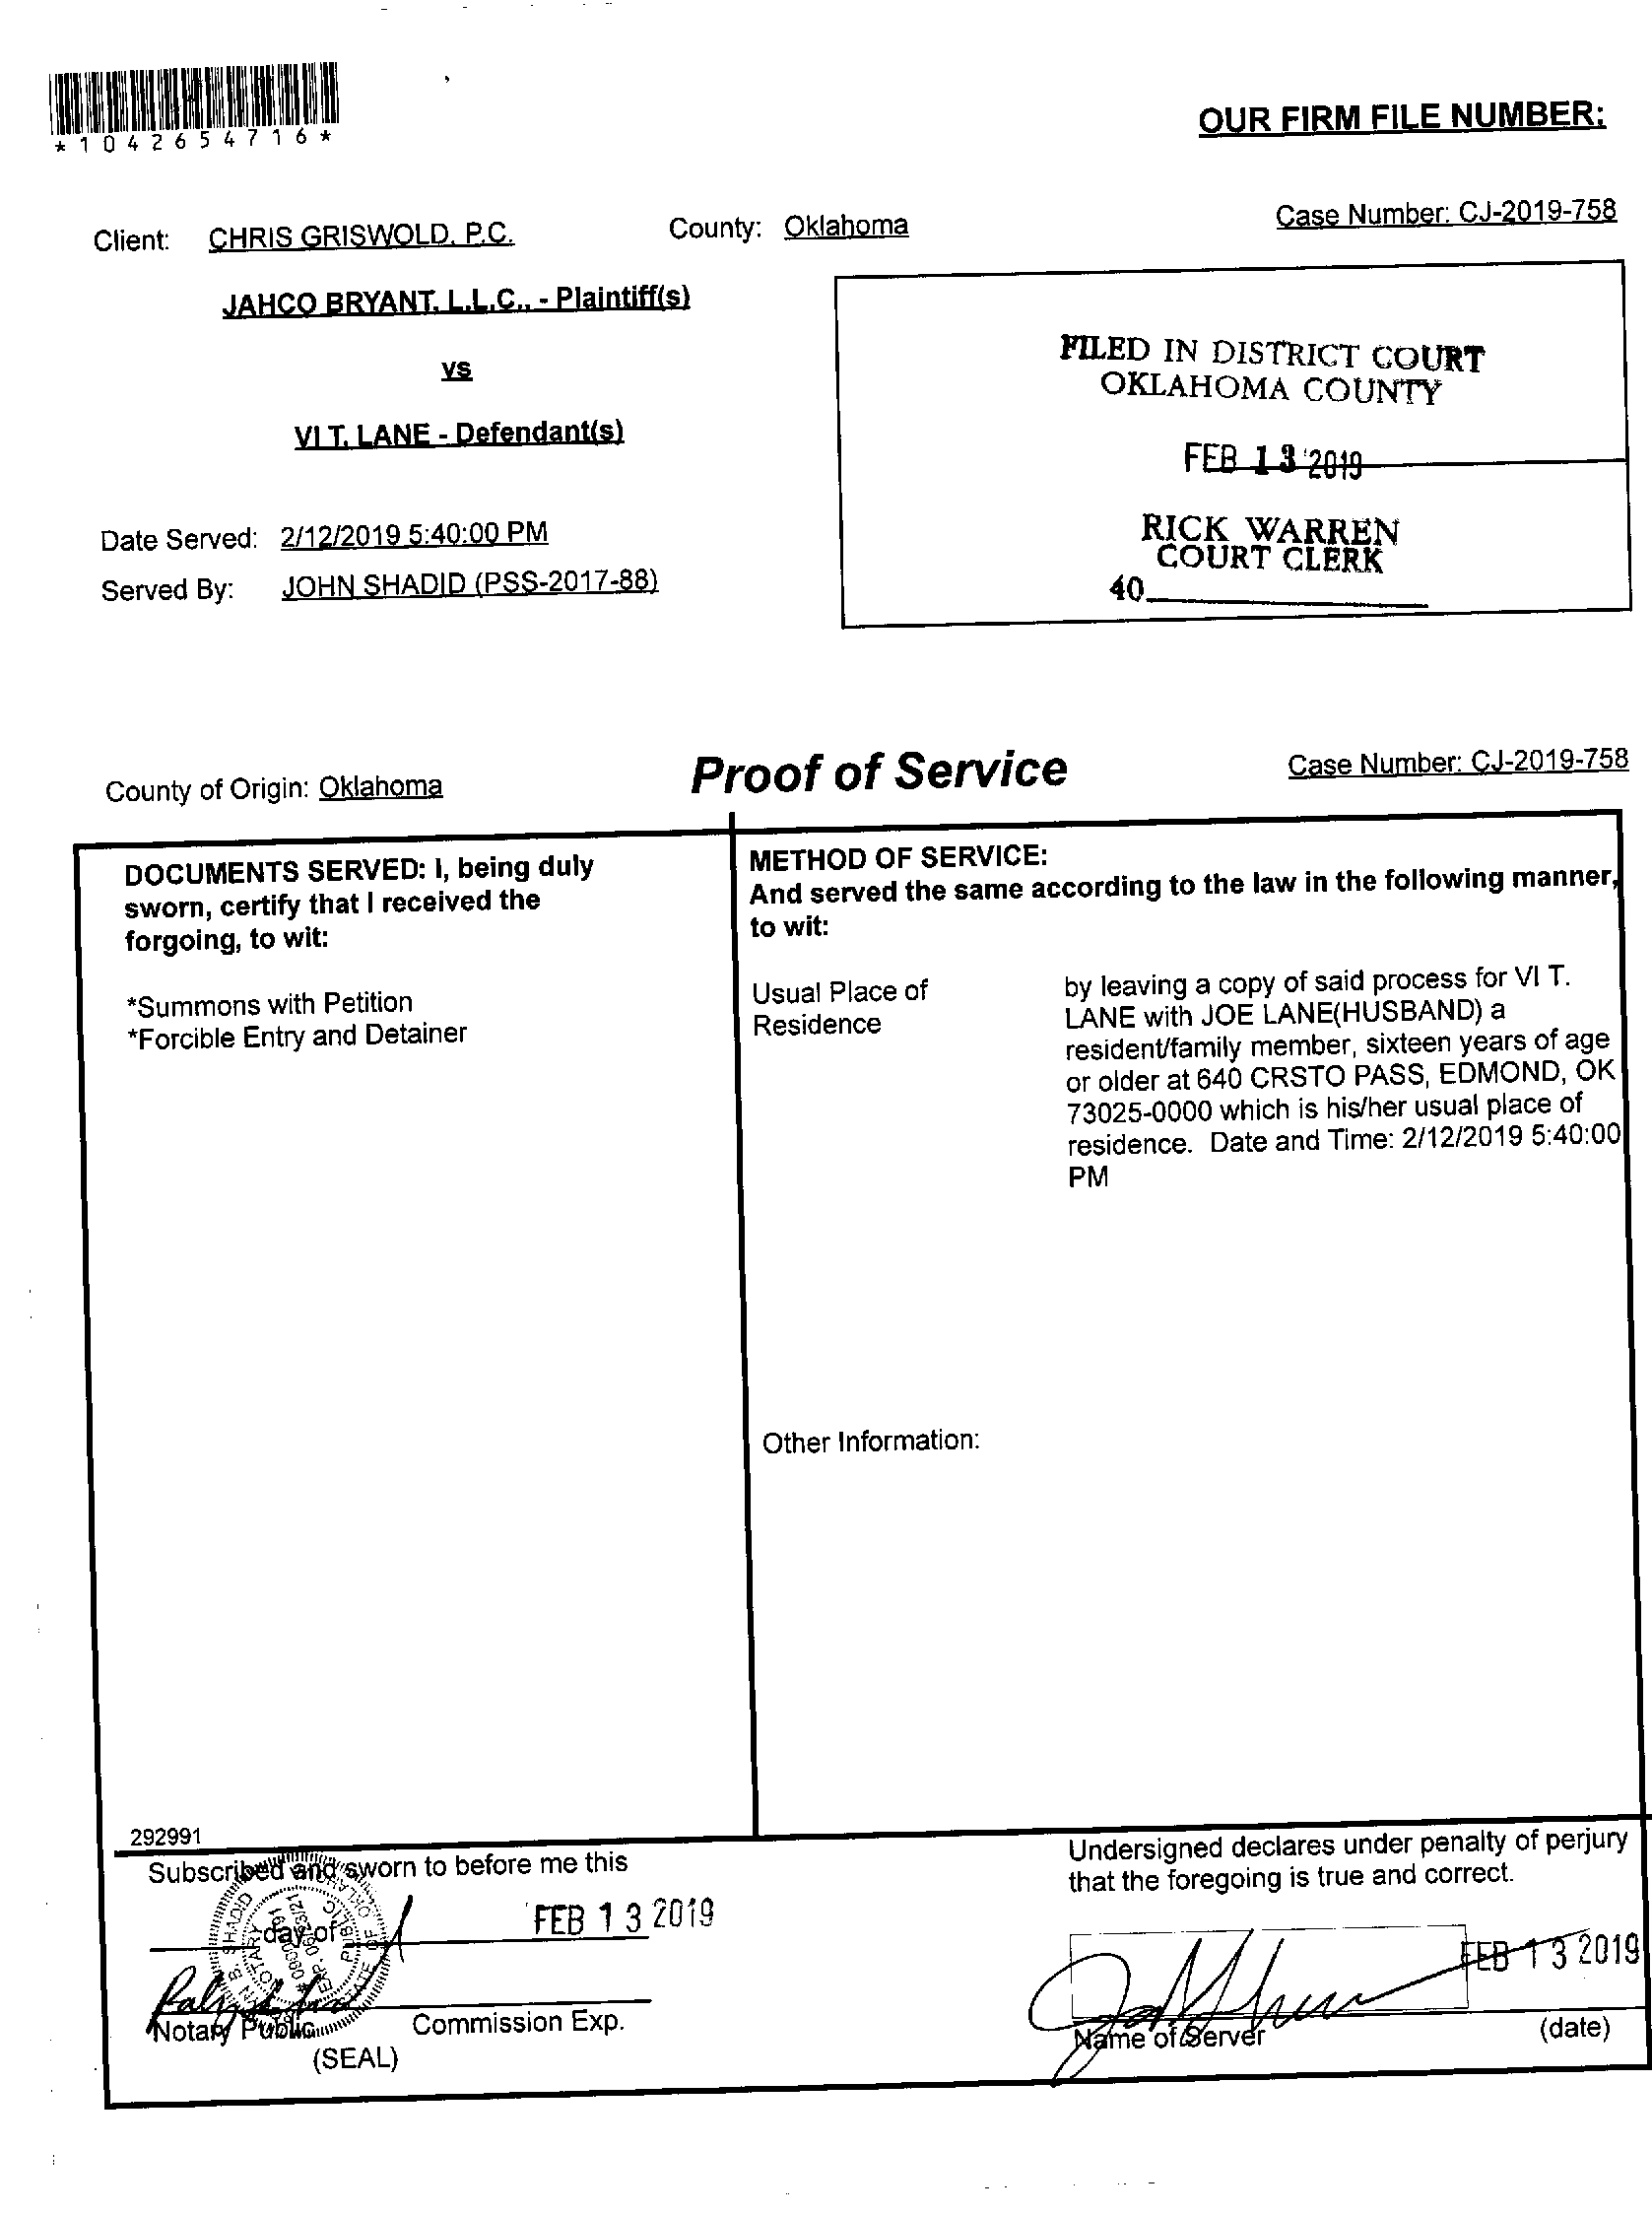 *1042654716*
OUR FIRM FILE NUMBER:
Client: CHRIS GRISWOLD, P.C. County: Oklahoma Case Number: CJ-2019-758
JAHCO BRYANT, L.L.C., - Plaintiff(s)
vs
VI T. LANE - Defendant(s)
Date Served: 2/12/2019 5:40:00 PM
Served By: JOHN SHADID (PSS-2017-88)
FILED IN DISTRICT COURT
OKLAHOMA COUNTY
FEB 13 2019
RICK WARREN
COURT CLERK
40
County of Origin: Oklahoma Proof of Service Case Number: CJ-2019-758
DOCUMENTS SERVED: I, being duly
sworn, certify that I received the
forgoing, to wit:
*Summons with Petition
*Forcible Entry and Detainer
METHOD OF SERVICE:
And served the same according to the law in the following manner,
to wit:
Usual Place of
Residence
by leaving a copy of said process for VI T.
LANE with JOE LANE(HUSBAND) a
resident/family member, sixteen years of age
or older at 640 CRSTO PASS, EDMOND, OK
73025-0000 which is his/her usual place of
residence. Date and Time: 2/12/2019 5:40:00
PM
Other Information:
292991
Subscribed and sworn to before me this
day of FEB 13 2019
Notary Public Commission Exp.
(SEAL)
B. SHADID
NOTARY
PUBLIC
EXP. 06/23/21
STATE OF OKLAHOMA
Undersigned declares under penalty of perjury
that the foregoing is true and correct.
FEB 13 2019
Name of Server (date)